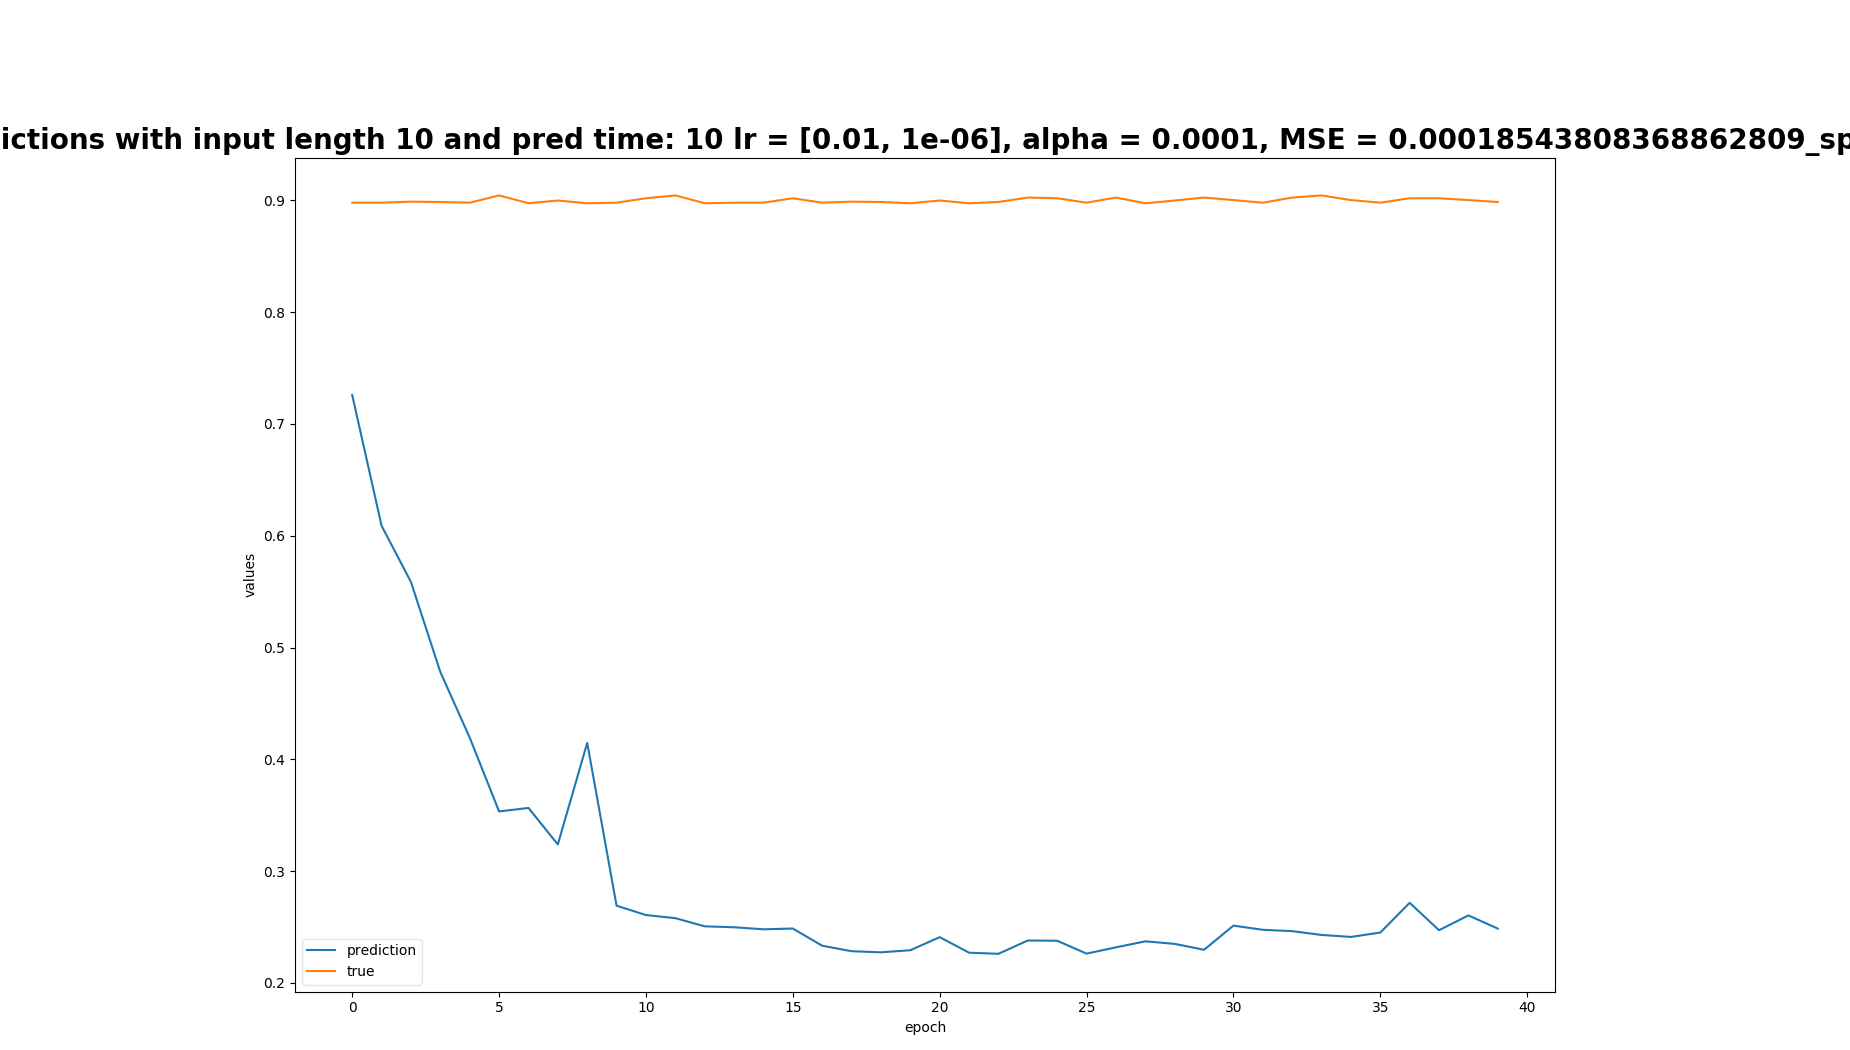 ictions with input length 10 and pred time: 10 lr = [0.01, 1e-06], alpha = 0.0001, MSE = 0.00018543808368862809_sp
0.9
0.8
0.7
0.6
0.5
0.4
0.3
0.2
values
prediction
true
0 5 10 15 20 25 30 35 40
epoch